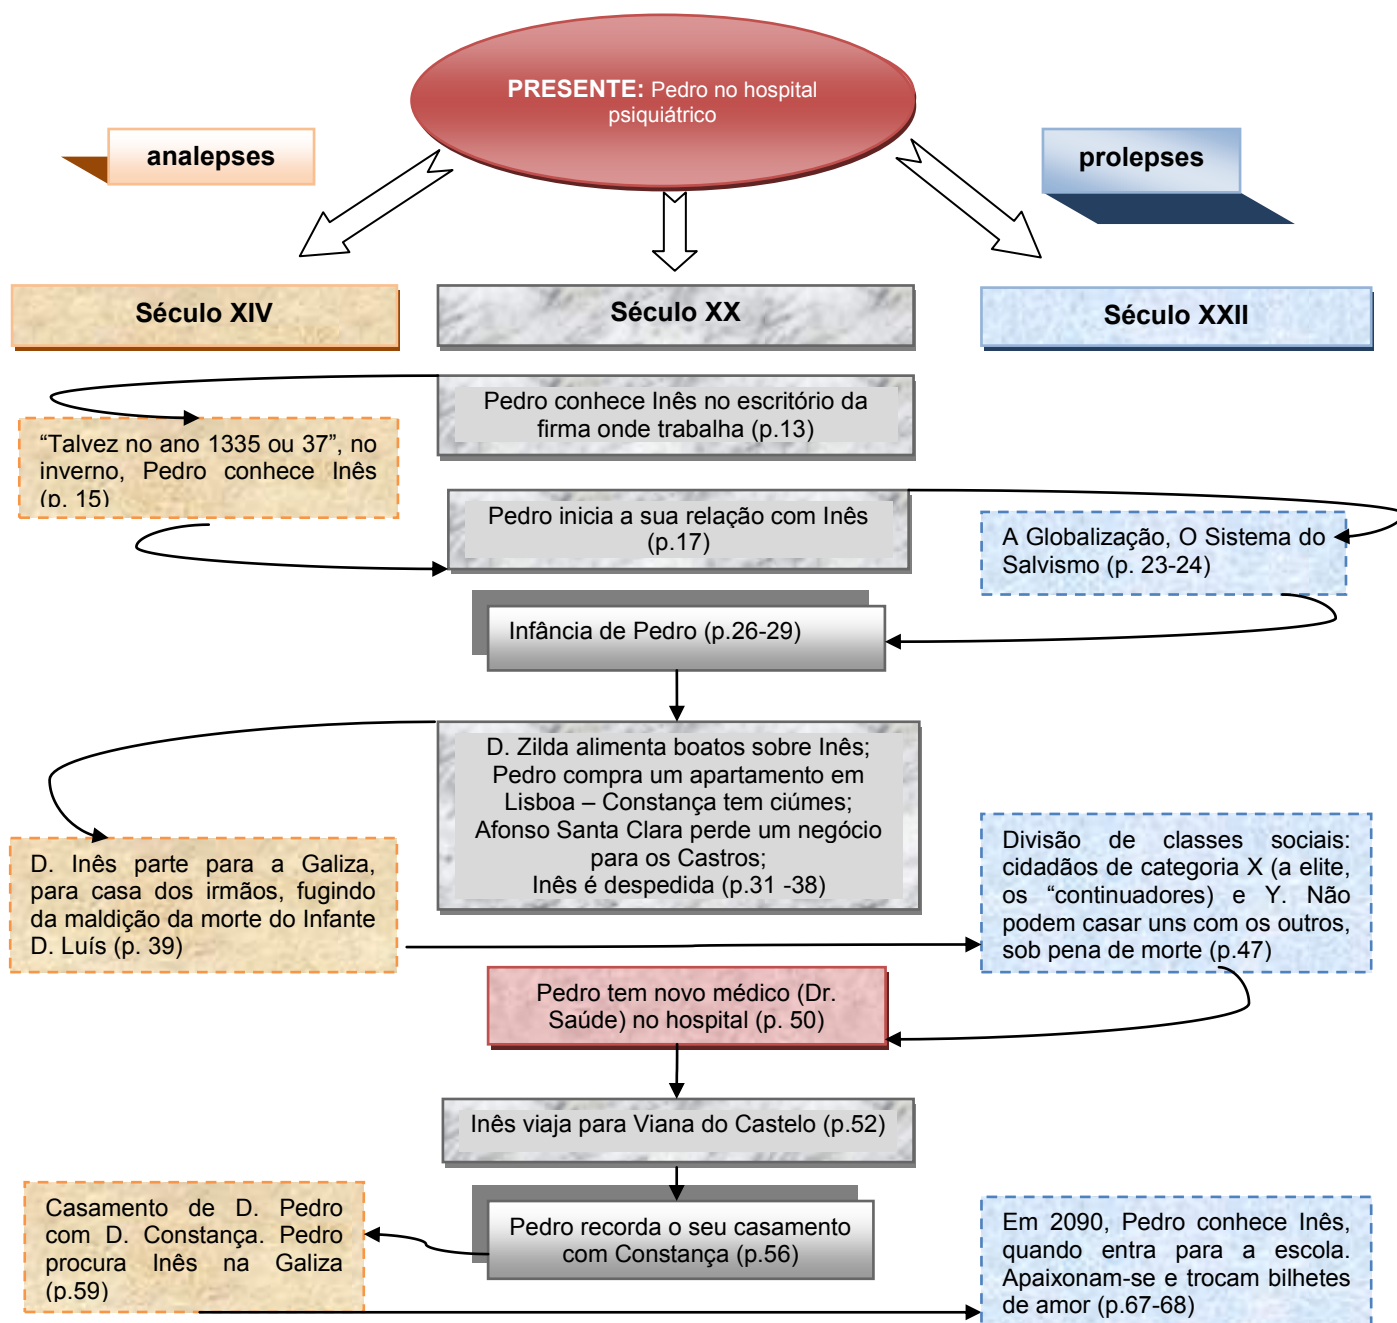 PRESENTE: Pedro no hospital
psiquiátrico
analepses
prolepses
Século XIV
Século XX
Século XXII
Pedro conhece Inês no escritório da
firma onde trabalha (p.13)
“Talvez no ano 1335 ou 37”, no
inverno, Pedro conhece Inês
(p. 15)
Pedro inicia a sua relação com Inês
(p.17)
A Globalização, O Sistema do
Salvismo (p. 23-24)
Infância de Pedro (p.26-29)
D. Zilda alimenta boatos sobre Inês;
Pedro compra um apartamento em
Lisboa – Constança tem ciúmes;
Afonso Santa Clara perde um negócio
para os Castros;
Inês é despedida (p.31 -38)
D. Inês parte para a Galiza,
para casa dos irmãos, fugindo
da maldição da morte do Infante
D. Luís (p. 39)
Divisão de classes sociais:
cidadãos de categoria X (a elite,
os “continuadores) e Y. Não
podem casar uns com os outros,
sob pena de morte (p.47)
Pedro tem novo médico (Dr.
Saúde) no hospital (p. 50)
Inês viaja para Viana do Castelo (p.52)
Pedro recorda o seu casamento
com Constança (p.56)
Casamento de D. Pedro
com D. Constança. Pedro
procura Inês na Galiza
(p.59)
Em 2090, Pedro conhece Inês,
quando entra para a escola.
Apaixonam-se e trocam bilhetes
de amor (p.67-68)